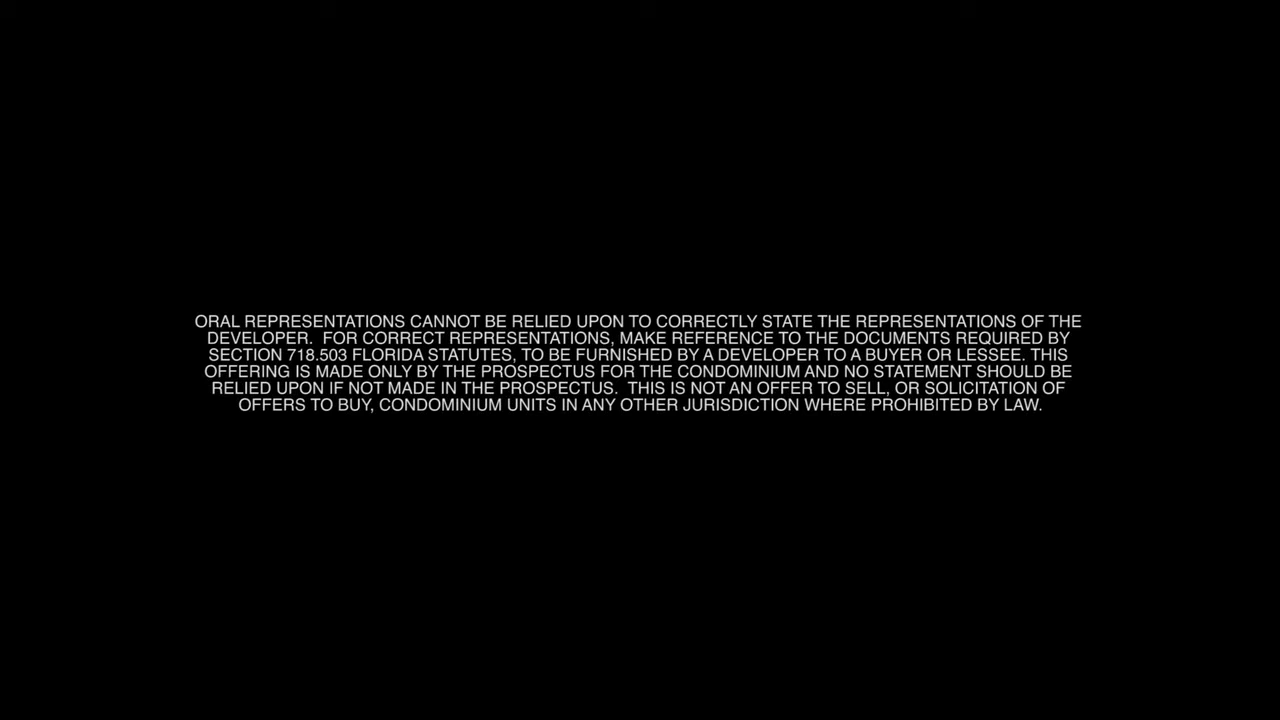 ORAL REPRESENTATIONS CANNOT BE RELIED UPON TO CORRECTLY STATE THE REPRESENTATIONS OF THE
DEVELOPER.  FOR CORRECT REPRESENTATIONS, MAKE REFERENCE TO THE DOCUMENTS REQUIRED BY
SECTION 718.503 FLORIDA STATUTES, TO BE FURNISHED BY A DEVELOPER TO A BUYER OR LESSEE. THIS
OFFERING IS MADE ONLY BY THE PROSPECTUS FOR THE CONDOMINIUM AND NO STATEMENT SHOULD BE
RELIED UPON IF NOT MADE IN THE PROSPECTUS.  THIS IS NOT AN OFFER TO SELL, OR SOLICITATION OF
OFFERS TO BUY, CONDOMINIUM UNITS IN ANY OTHER JURISDICTION WHERE PROHIBITED BY LAW.